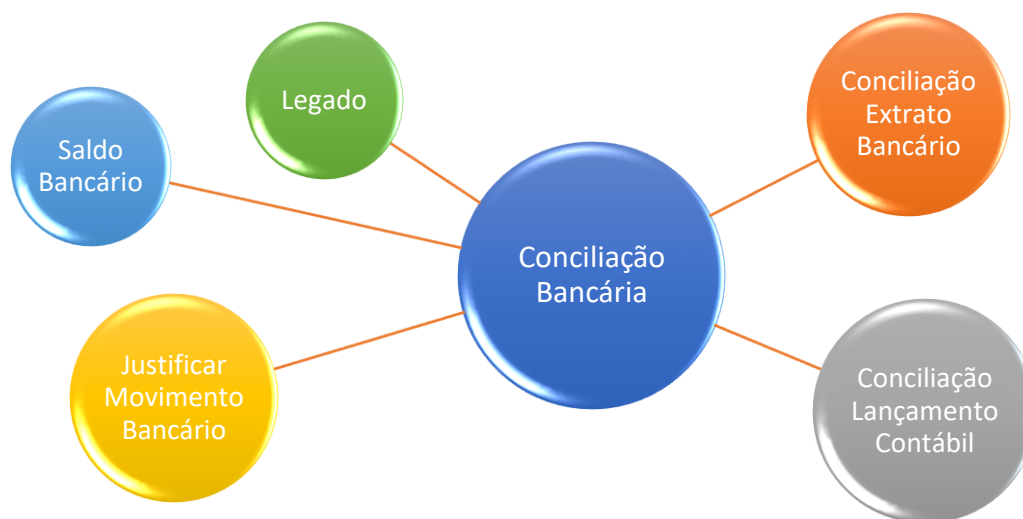 Legado
Saldo
Bancário
Conciliação
Extrato
Bancário
Conciliação
Bancária
Justificar
Movimento
Bancário
Conciliação
Lançamento
Contábil